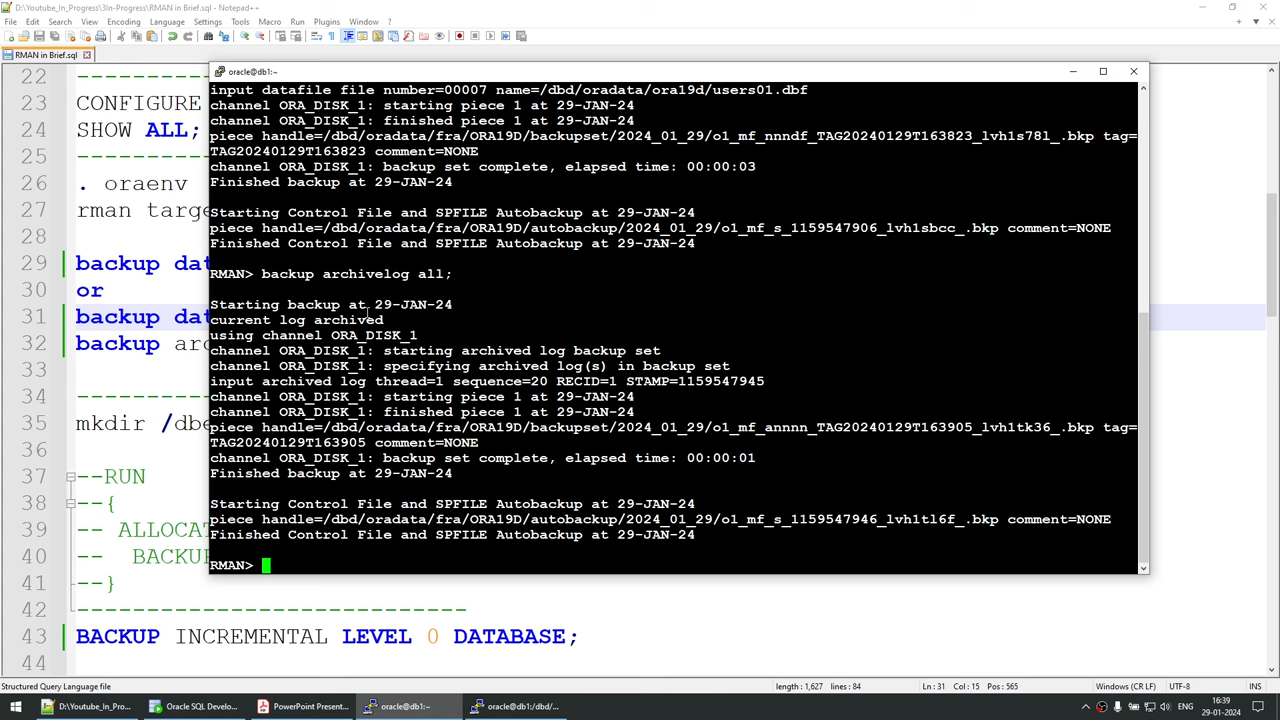 D:\Youtube_In_Progress\3In-Progress\RMAN in Brief.sql - Notepad++
File Edit Search View Encoding Language Settings Tools Macro Run Plugins Window ?
RMAN in Brief.sql
22
23 CONFIGURE
24 SHOW ALL;
25
26 . oraenv
27 rman targe
28
29 backup dat
30 or
31 backup dat
32 backup arc
33
34
35 mkdir /dbe
36
37 --RUN
38 --{
39 -- ALLOCAT
40 -- BACKUP
41 --}
42
43 BACKUP INCREMENTAL LEVEL 0 DATABASE;
44
oracle@db1:~
input datafile file number=00007 name=/dbd/oradata/ora19d/users01.dbf
channel ORA_DISK_1: starting piece 1 at 29-JAN-24
channel ORA_DISK_1: finished piece 1 at 29-JAN-24
piece handle=/dbd/oradata/fra/ORA19D/backupset/2024_01_29/o1_mf_nnndf_TAG20240129T163823_lvh1s78l_.bkp tag=
TAG20240129T163823 comment=NONE
channel ORA_DISK_1: backup set complete, elapsed time: 00:00:03
Finished backup at 29-JAN-24
Starting Control File and SPFILE Autobackup at 29-JAN-24
piece handle=/dbd/oradata/fra/ORA19D/autobackup/2024_01_29/o1_mf_s_1159547906_lvh1sbcc_.bkp comment=NONE
Finished Control File and SPFILE Autobackup at 29-JAN-24
RMAN> backup archivelog all;
Starting backup at 29-JAN-24
current log archived
using channel ORA_DISK_1
channel ORA_DISK_1: starting archived log backup set
channel ORA_DISK_1: specifying archived log(s) in backup set
input archived log thread=1 sequence=20 RECID=1 STAMP=1159547945
channel ORA_DISK_1: starting piece 1 at 29-JAN-24
channel ORA_DISK_1: finished piece 1 at 29-JAN-24
piece handle=/dbd/oradata/fra/ORA19D/backupset/2024_01_29/o1_mf_annnn_TAG20240129T163905_lvh1tk36_.bkp tag=
TAG20240129T163905 comment=NONE
channel ORA_DISK_1: backup set complete, elapsed time: 00:00:01
Finished backup at 29-JAN-24
Starting Control File and SPFILE Autobackup at 29-JAN-24
piece handle=/dbd/oradata/fra/ORA19D/autobackup/2024_01_29/o1_mf_s_1159547946_lvh1tl6f_.bkp comment=NONE
Finished Control File and SPFILE Autobackup at 29-JAN-24
RMAN>
Structured Query Language file length : 1,627 lines : 84 Ln : 31 Col : 15 Pos : 565 Windows (CR LF) UTF-8 INS
D:\Youtube_In_Pro... Oracle SQL Develo... PowerPoint Present... oracle@db1:~ oracle@db1:/dbd/... 16:39
29-01-2024